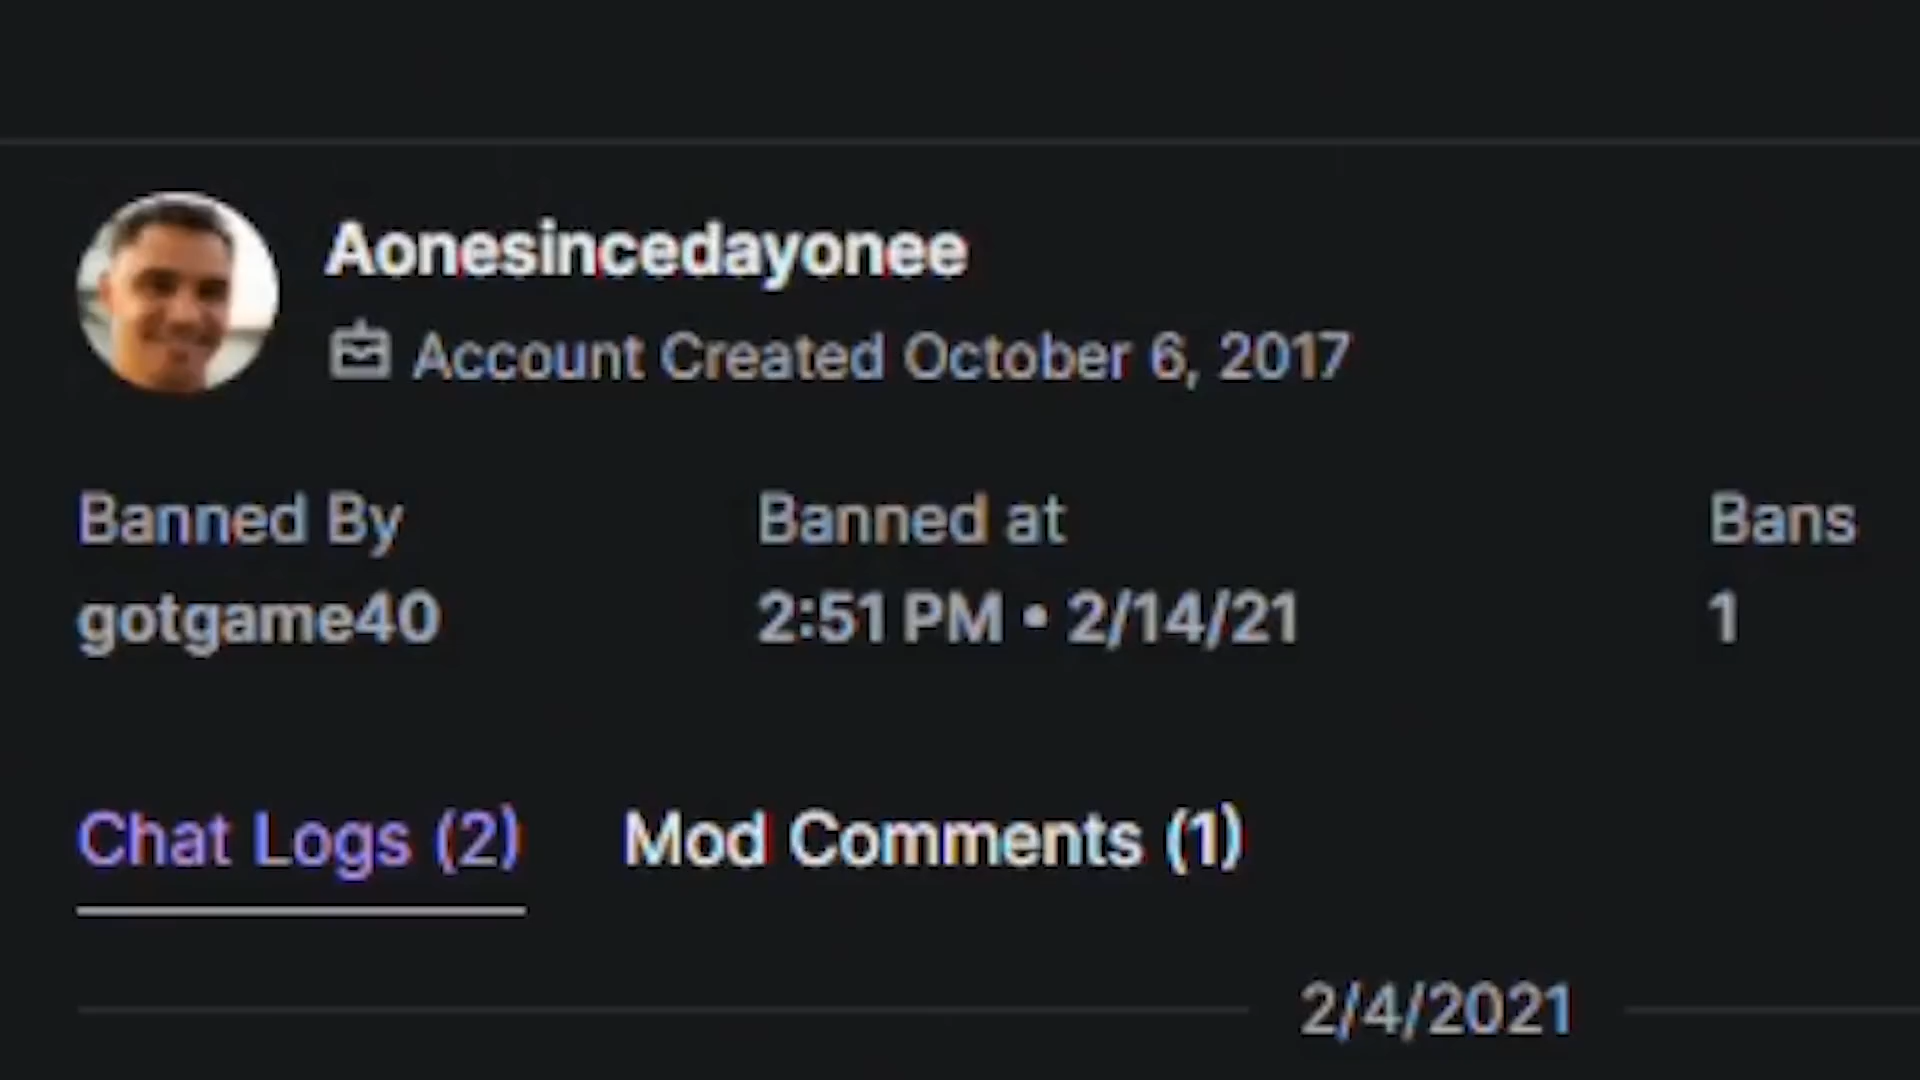 Aonesincedayonee
Account Created October 6, 2017
Banned By
gotgame40
Banned at
2:51 PM • 2/14/21
Bans
1
Chat Logs (2)
Mod Comments (1)
2/4/2021